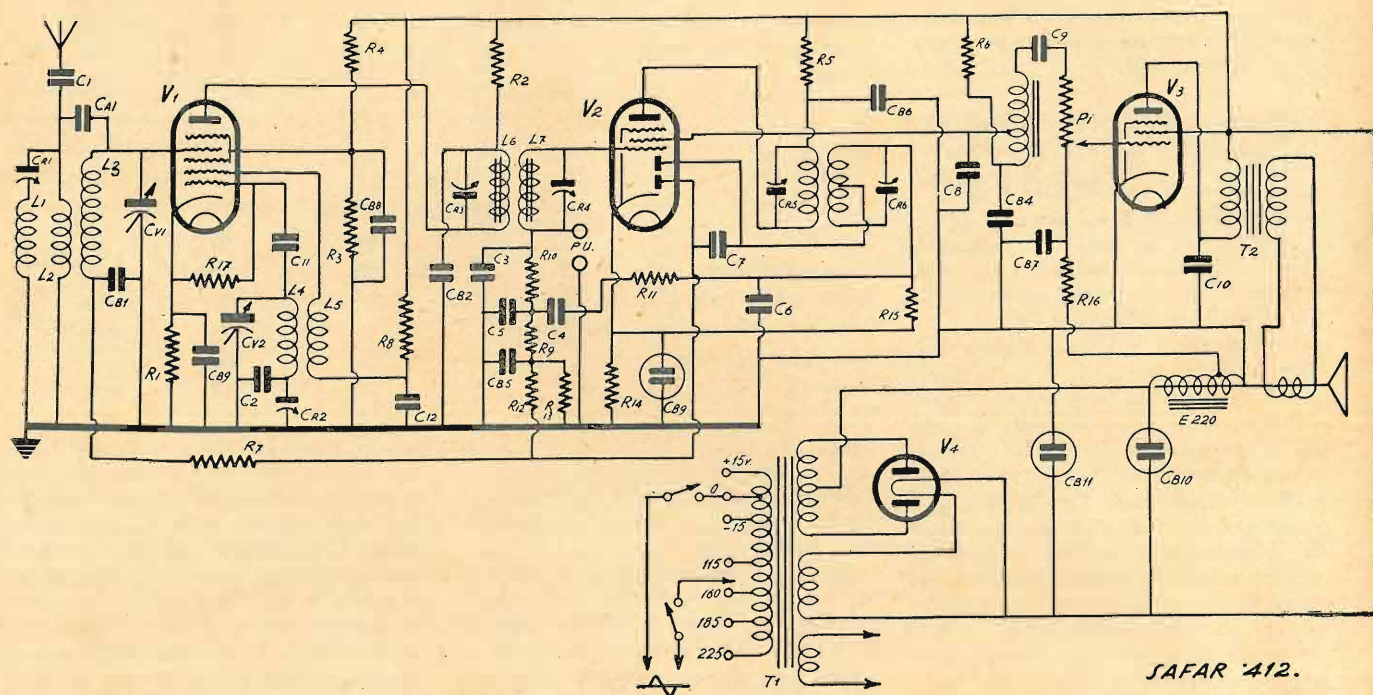 C1
CA1
V1
R4
R2
R5
R6
C9
V2
V3
P1
CB6
CR1
L3
L1
L2
CV1
CB8
L6
L7
CR3
CR4
P.U.
C8
CR5
CR6
CB4
CB7
T2
C7
C10
CB1
R17
C11
R3
L4
L5
CV2
R8
CB2
C3
R10
C5
C4
R9
R11
C6
R15
R16
R1
CB9
C2
CR2
C12
CB5
R12
R13
R14
CB9
E220
R7
+15v.
0
-15
115
160
185
225
T1
V4
CB11
CB10
SAFAR '412.